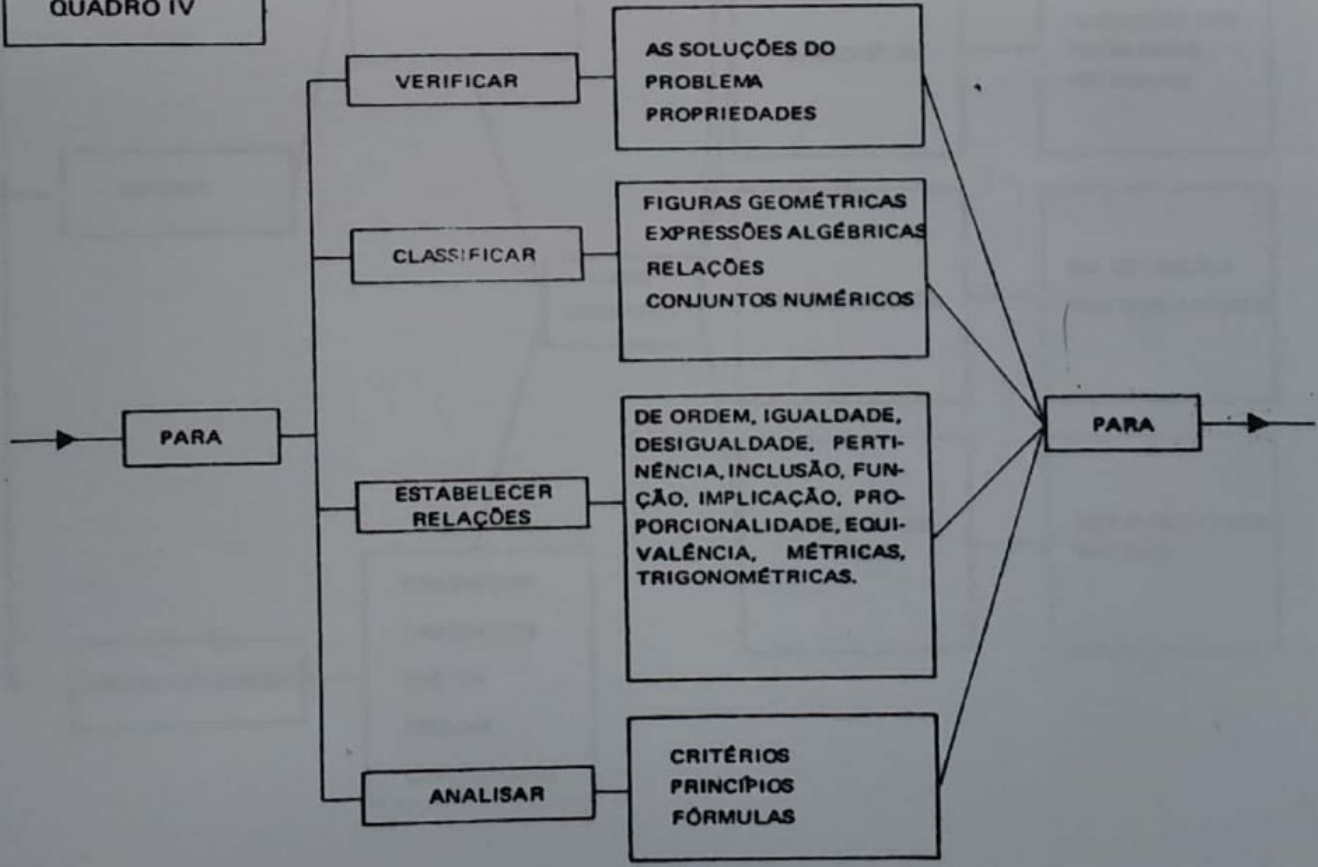 QUADRO IV
VERIFICAR
AS SOLUÇÕES DO
PROBLEMA
PROPRIEDADES
CLASSIFICAR
FIGURAS GEOMÉTRICAS
EXPRESSÕES ALGÉBRICAS
RELAÇÕES
CONJUNTOS NUMÉRICOS
PARA
ESTABELECER
RELAÇÕES
DE ORDEM, IGUALDADE,
DESIGUALDADE, PERTI-
NÊNCIA, INCLUSÃO, FUN-
ÇÃO, IMPLICAÇÃO, PRO-
PORCIONALIDADE, EQUI-
VALÊNCIA, MÉTRICAS,
TRIGONOMÉTRICAS.
PARA
ANALISAR
CRITÉRIOS
PRINCÍPIOS
FÓRMULAS